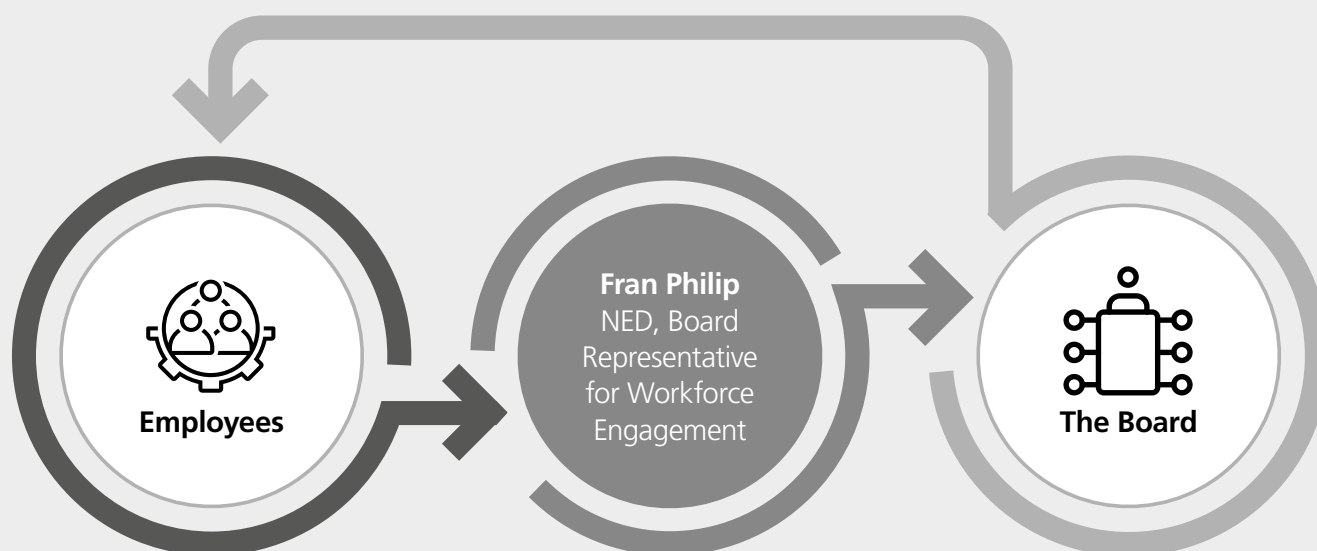 Employees
Fran Philip
NED, Board
Representative
for Workforce
Engagement
The Board